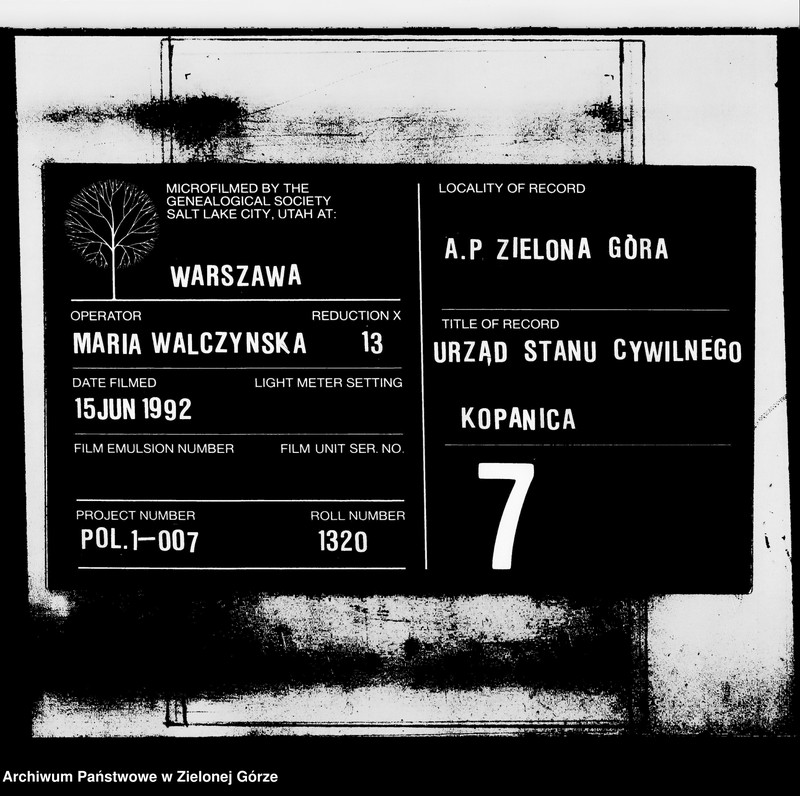 MICROFILMED BY THE
GENEALOGICAL SOCIETY
SALT LAKE CITY, UTAH AT:
WARSZAWA
OPERATOR REDUCTION X
MARIA WALCZYNSKA 13
DATE FILMED LIGHT METER SETTING
15JUN 1992
FILM EMULSION NUMBER FILM UNIT SER. NO.
PROJECT NUMBER ROLL NUMBER
POL.1—007 1320
LOCALITY OF RECORD
A.P ZIELONA GÒRA
TITLE OF RECORD
URZĄD STANU CYWILNEGO
KOPANICA
7
Archiwum Państwowe w Zielonej Górze